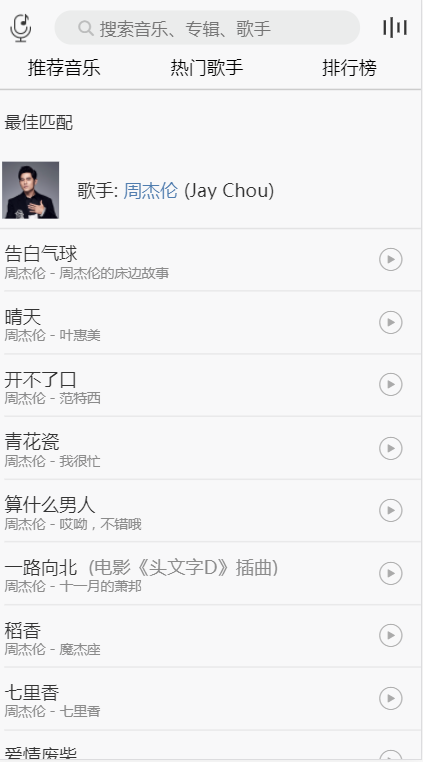 搜索音乐、专辑、歌手
推荐音乐 热门歌手 排行榜
最佳匹配
歌手: 周杰伦 (Jay Chou)
告白气球
周杰伦 - 周杰伦的床边故事
晴天
周杰伦 - 叶惠美
开不了口
周杰伦 - 范特西
青花瓷
周杰伦 - 我很忙
算什么男人
周杰伦 - 哎呦，不错哦
一路向北 (电影《头文字D》插曲)
周杰伦 - 十一月的萧邦
稻香
周杰伦 - 魔杰座
七里香
周杰伦 - 七里香
爱情废柴